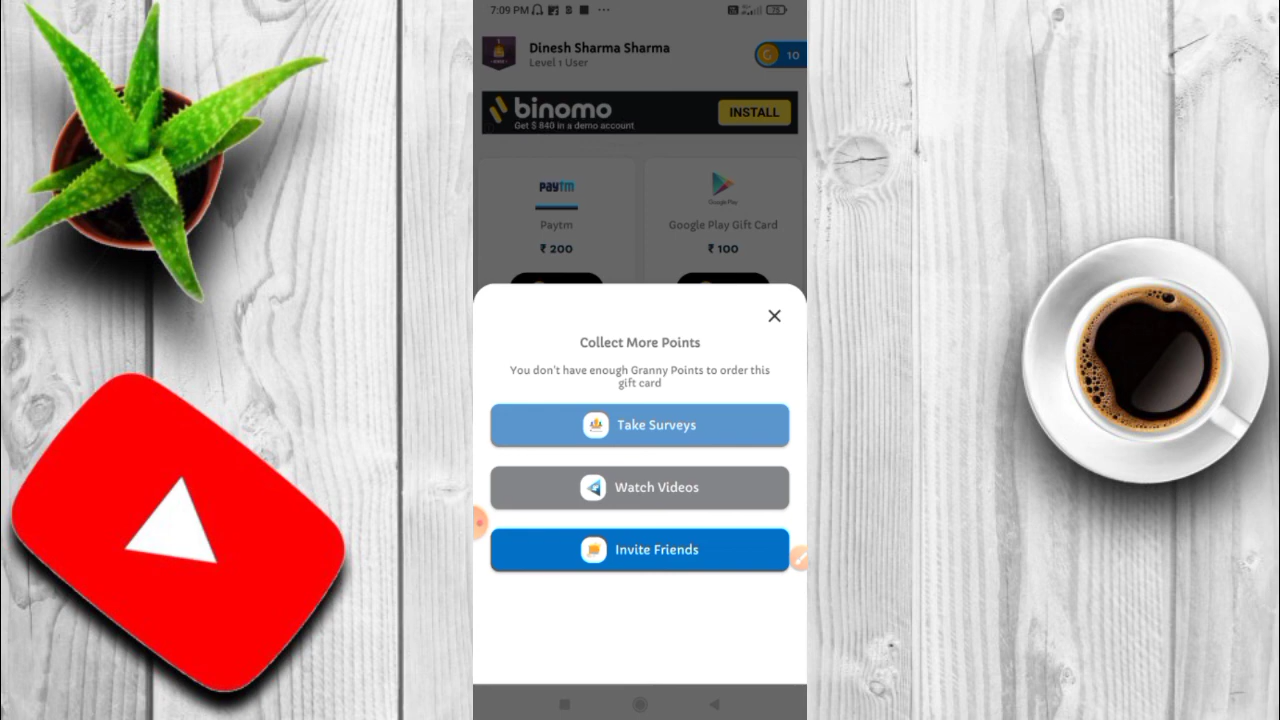 7:09 PM
Dinesh Sharma Sharma
Level 1 User
10
binomo
Get $ 840 in a demo account
INSTALL
Paytm
Google Play
Paytm
Google Play Gift Card
₹ 200
₹ 100
Collect More Points
You don't have enough Granny Points to order this
gift card
Take Surveys
Watch Videos
Invite Friends